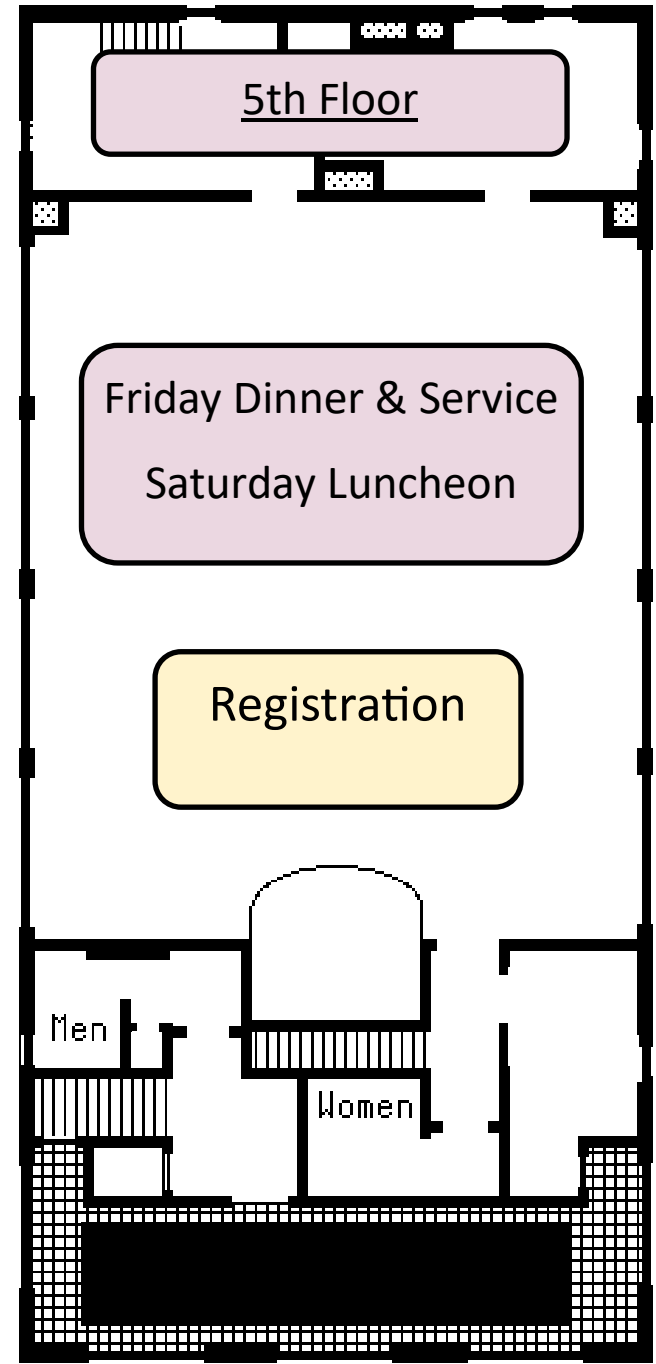 5th Floor
Friday Dinner & Service
Saturday Luncheon
Registration
Men
Women